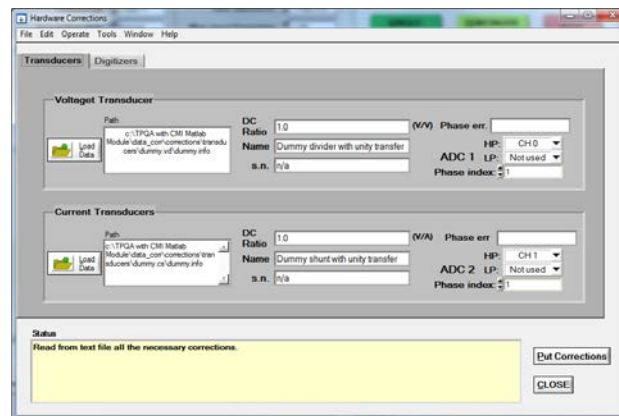 Hardware Corrections
File Edit Operate Tools Window Help
Transducers Digitizers
Voltaget Transducer
Path
Load Data
c:\TPQA with CMI Matlab
Module\data_corr\corrections\transdu
cers\dummy.vd\dummy.info
DC Ratio 1.0 (V/V) Phase err.
Name Dummy divider with unity transfer
s.n. n/a
ADC 1 HP: CH 0
LP: Not used
Phase index: 1
Current Transducers
Path
Load Data
c:\TPQA with CMI Matlab
Module\data_corr\corrections\tran
sducers\dummy.cs\dummy.info
DC Ratio 1.0 (V/A) Phase err
Name Dummy shunt with unity transfer
s.n. n/a
ADC 2 HP: CH 1
LP: Not used
Phase index: 1
Status
Read from text file all the necessary corrections.
Put Corrections
CLOSE